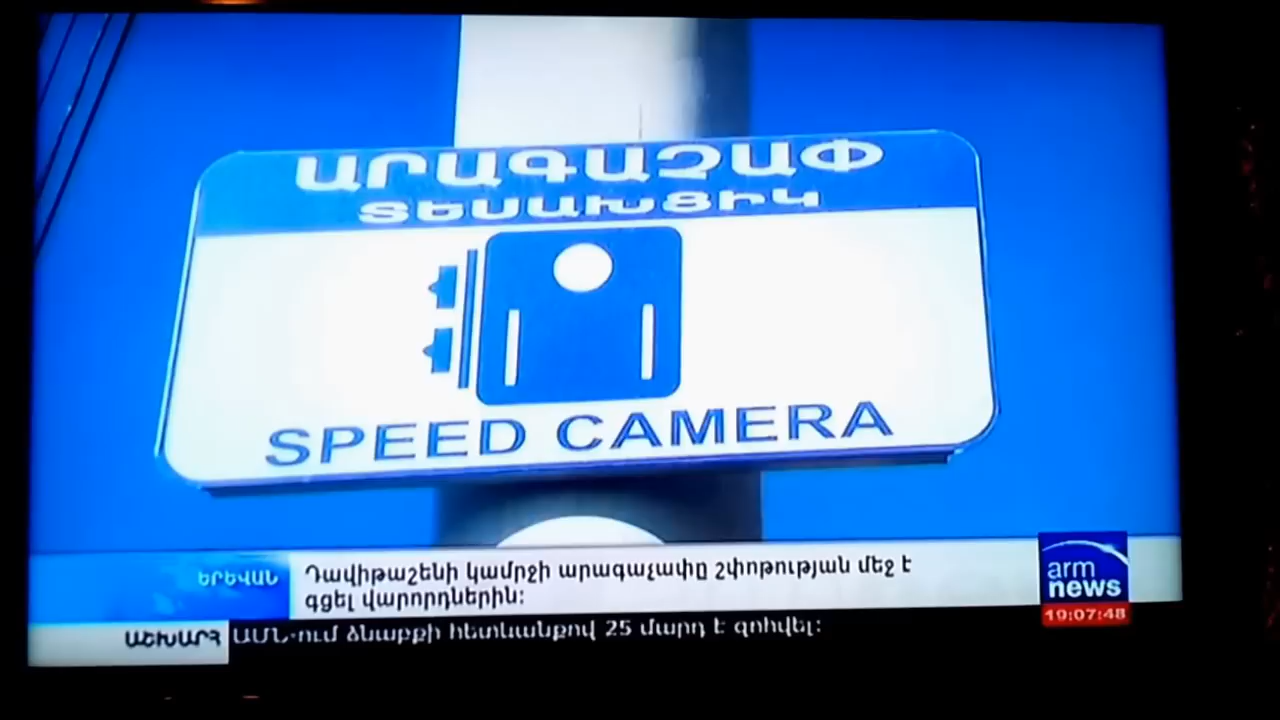 ԱՐԱԳԱՉԱՓ
ՏԵՍԱԽՑԻԿ
SPEED CAMERA
ԵՐԵՎԱՆ
Դավիթաշենի կամրջի արագաչափը շփոթության մեջ է
գցել վարորդներին:
arm
news
19:07:48
ԱՇԽԱՐՀ
ԱՄՆ-ում ձնաբքի հետևանքով 25 մարդ է զոհվել: